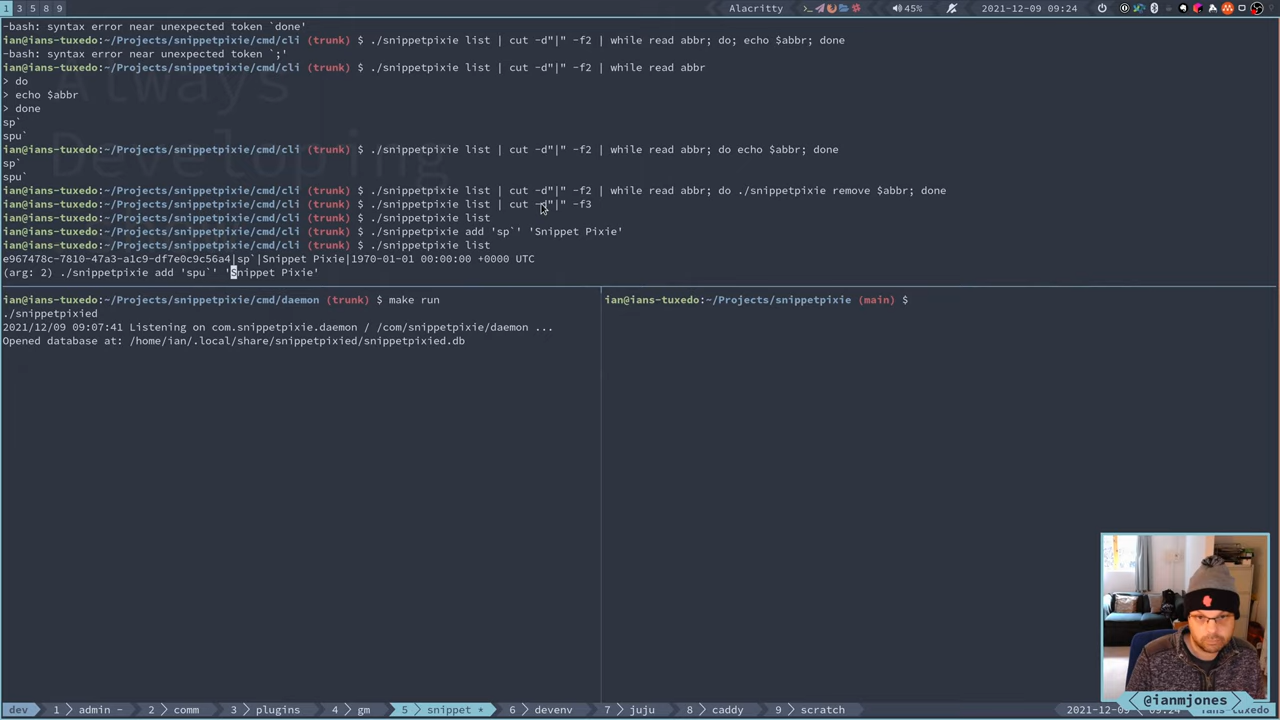 1 3 5 8 9
Alacritty
45%
2021-12-09 09:24
-bash: syntax error near unexpected token `done'
ian@ians-tuxedo:~/Projects/snippetpixie/cmd/cli (trunk) $ ./snippetpixie list | cut -d"|" -f2 | while read abbr; do; echo $abbr; done
-bash: syntax error near unexpected token `;'
ian@ians-tuxedo:~/Projects/snippetpixie/cmd/cli (trunk) $ ./snippetpixie list | cut -d"|" -f2 | while read abbr
> do
> echo $abbr
> done
sp`
spu`
ian@ians-tuxedo:~/Projects/snippetpixie/cmd/cli (trunk) $ ./snippetpixie list | cut -d"|" -f2 | while read abbr; do echo $abbr; done
sp`
spu`
ian@ians-tuxedo:~/Projects/snippetpixie/cmd/cli (trunk) $ ./snippetpixie list | cut -d"|" -f2 | while read abbr; do ./snippetpixie remove $abbr; done
ian@ians-tuxedo:~/Projects/snippetpixie/cmd/cli (trunk) $ ./snippetpixie list | cut -d"|" -f3
ian@ians-tuxedo:~/Projects/snippetpixie/cmd/cli (trunk) $ ./snippetpixie list
ian@ians-tuxedo:~/Projects/snippetpixie/cmd/cli (trunk) $ ./snippetpixie add 'sp`' 'Snippet Pixie'
ian@ians-tuxedo:~/Projects/snippetpixie/cmd/cli (trunk) $ ./snippetpixie list
e967478c-7810-47a3-a1c9-df7e0c9c56a4|sp`|Snippet Pixie|1970-01-01 00:00:00 +0000 UTC
(arg: 2) ./snippetpixie add 'spu`' 'Snippet Pixie'
Always
Developing
ian@ians-tuxedo:~/Projects/snippetpixie/cmd/daemon (trunk) $ make run
./snippetpixied
2021/12/09 09:07:41 Listening on com.snippetpixie.daemon / /com/snippetpixie/daemon ...
Opened database at: /home/ian/.local/share/snippetpixied/snippetpixied.db
ian@ians-tuxedo:~/Projects/snippetpixie (main) $
@ianmjones
dev 1 admin - 2 comm 3 plugins 4 gm 5 snippet * 6 devenv 7 juju 8 caddy 9 scratch 2021-12-09 tuxedo